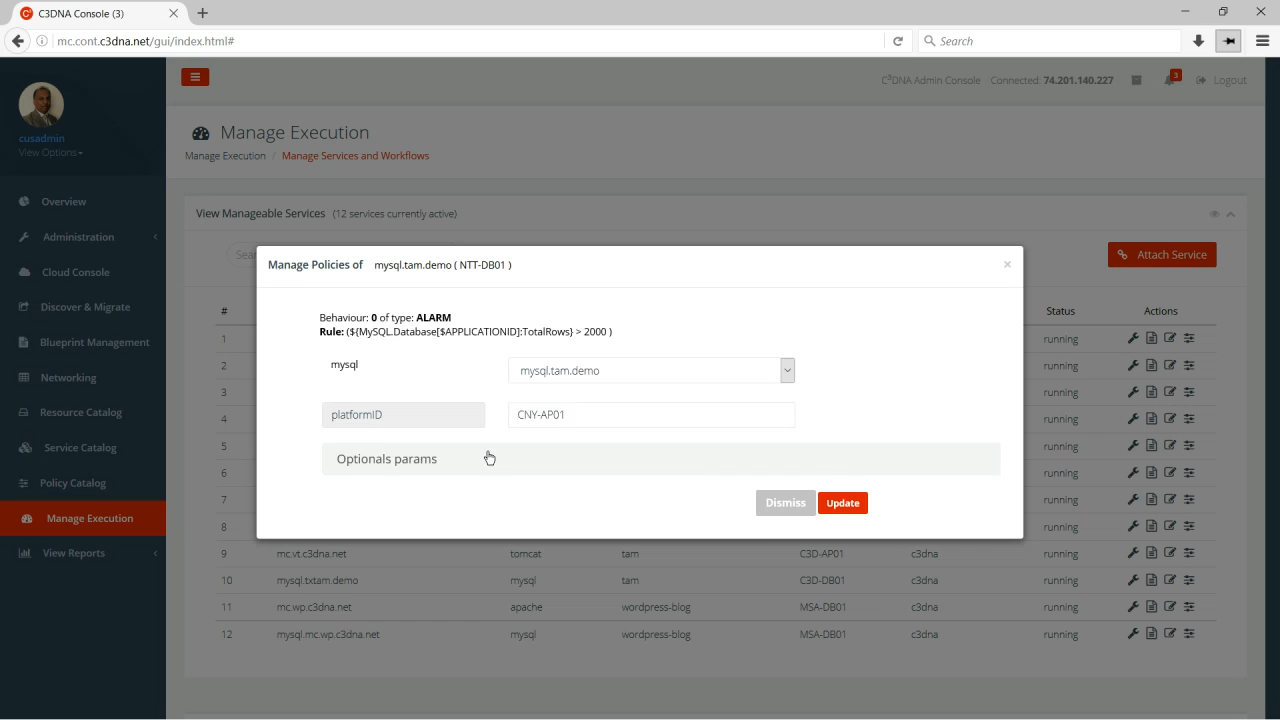 C3DNA Console (3)
mc.cont.c3dna.net/gui/index.html#
Search
C³DNA Admin Console Connected: 74.201.140.227 3 Logout
cusadmin
View Options
Overview
Administration
Cloud Console
Discover & Migrate
Blueprint Management
Networking
Resource Catalog
Service Catalog
Policy Catalog
Manage Execution
View Reports
Manage Execution
Manage Execution / Manage Services and Workflows
View Manageable Services (12 services currently active)
Sea
Attach Service
Manage Policies of mysql.tam.demo ( NTT-DB01 ) ×
Behaviour: 0 of type: ALARM
Rule: (${MySQL.Database[$APPLICATIONID]:TotalRows} > 2000 )
mysql mysql.tam.demo
platformID CNY-AP01
Optionals params
Dismiss Update
# Status Actions
1 running
2 running
3 running
4 running
5 running
6 running
7 running
8 running
9 mc.vt.c3dna.net tomcat tam C3D-AP01 c3dna running
10 mysql.txtam.demo mysql tam C3D-DB01 c3dna running
11 mc.wp.c3dna.net apache wordpress-blog MSA-DB01 c3dna running
12 mysql.mc.wp.c3dna.net mysql wordpress-blog MSA-DB01 c3dna running